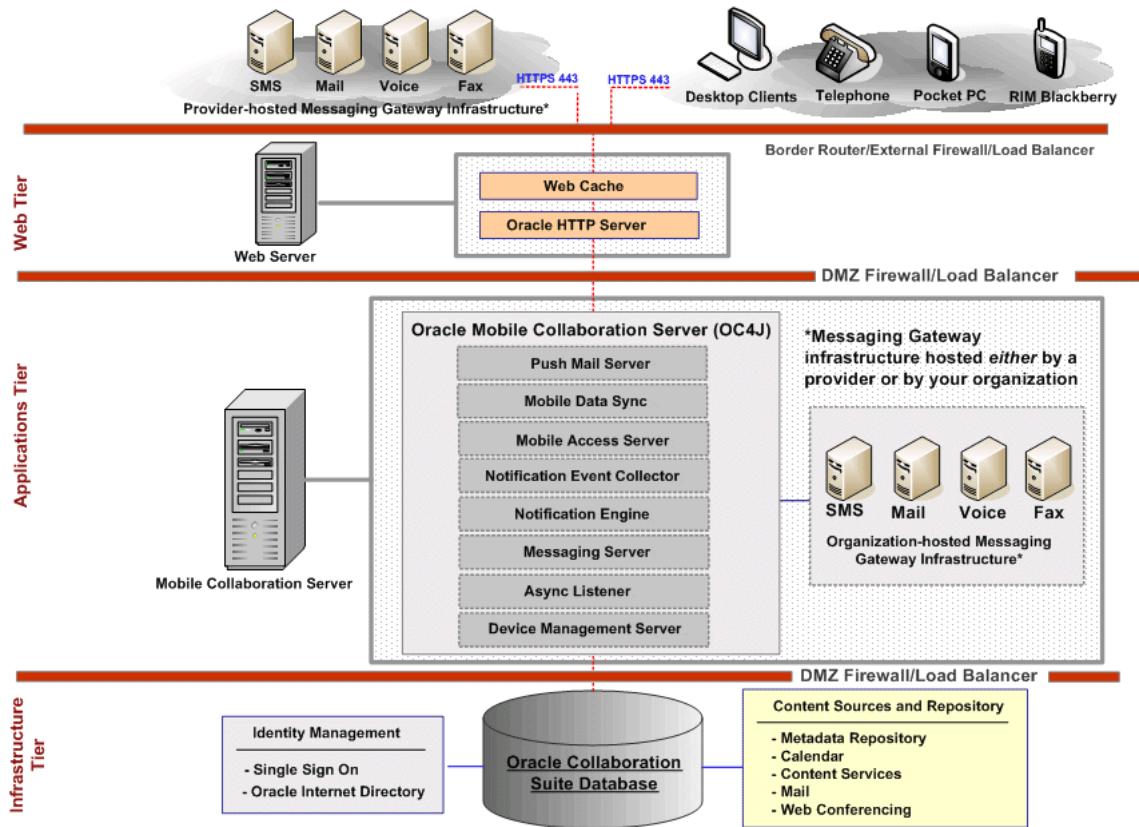 SMS
Mail
Voice
Fax
HTTPS 443
HTTPS 443
Provider-hosted Messaging Gateway Infrastructure*
Desktop Clients
Telephone
Pocket PC
RIM Blackberry
Border Router/External Firewall/Load Balancer
Web Tier
Web Cache
Oracle HTTP Server
Web Server
DMZ Firewall/Load Balancer
Applications Tier
Oracle Mobile Collaboration Server (OC4J)
Push Mail Server
Mobile Data Sync
Mobile Access Server
Notification Event Collector
Notification Engine
Messaging Server
Async Listener
Device Management Server
Mobile Collaboration Server
*Messaging Gateway
infrastructure hosted either by a
provider or by your organization
SMS
Mail
Voice
Fax
Organization-hosted Messaging
Gateway Infrastructure*
DMZ Firewall/Load Balancer
Infrastructure
Tier
Identity Management
- Single Sign On
- Oracle Internet Directory
Oracle Collaboration
Suite Database
Content Sources and Repository
- Metadata Repository
- Calendar
- Content Services
- Mail
- Web Conferencing